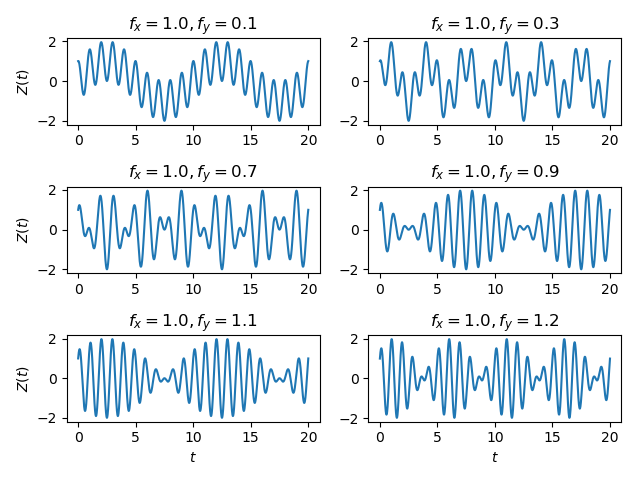 f_x = 1.0, f_y = 0.1
f_x = 1.0, f_y = 0.3
2
0
−2
Z(t)
0 5 10 15 20
2
0
−2
0 5 10 15 20
f_x = 1.0, f_y = 0.7
f_x = 1.0, f_y = 0.9
2
0
−2
Z(t)
0 5 10 15 20
2
0
−2
0 5 10 15 20
f_x = 1.0, f_y = 1.1
f_x = 1.0, f_y = 1.2
2
0
−2
Z(t)
0 5 10 15 20
t
2
0
−2
0 5 10 15 20
t